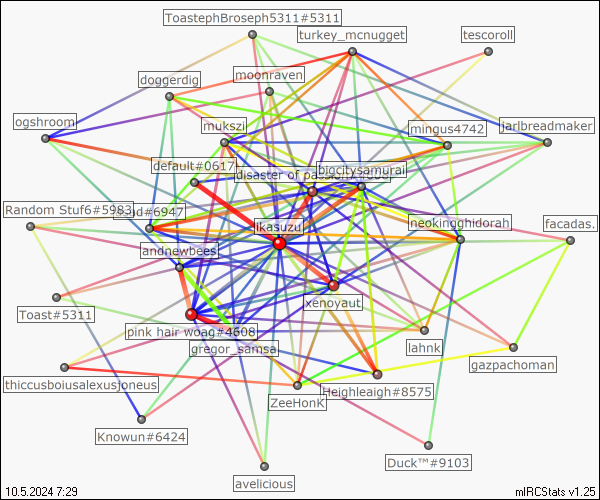 ToastephBroseph5311#5311
turkey_mcnugget
tescoroll
moonraven
doggerdig
ogshroom
mukszi
mingus4742
jarlbreadmaker
default#0617
disaster of passion
bigcitysamurai
Random Stuf6#5983
#6947
ikasuzu
neokingghidorah
facadas.
andnewbees
xenoyaut
Toast#5311
pink hair woag#4608
gregor_samsa
lahnk
gazpachoman
thiccusboiusalexusjoneus
ZeeHonK
Heighleaigh#8575
Knowun#6424
Duck™#9103
avelicious
10.5.2024 7:29
mIRCStats v1.25